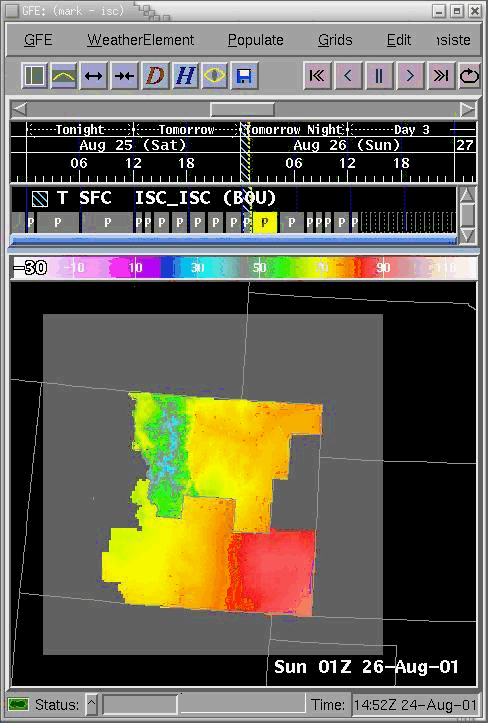 GFE: (mark - isc)
GFE WeatherElement Populate Grids Edit nsiste
D H
Tonight Tomorrow Tomorrow Night Day 3
Aug 25 (Sat) Aug 26 (Sun) 27
06 12 18 06 12 18
T SFC ISC_ISC (BOU)
P P P P P P P P P P P P P P P P P P
-30 -10 10 30 50 70 90 110
Sun 01Z 26-Aug-01
Status: Time: 14:52Z 24-Aug-01